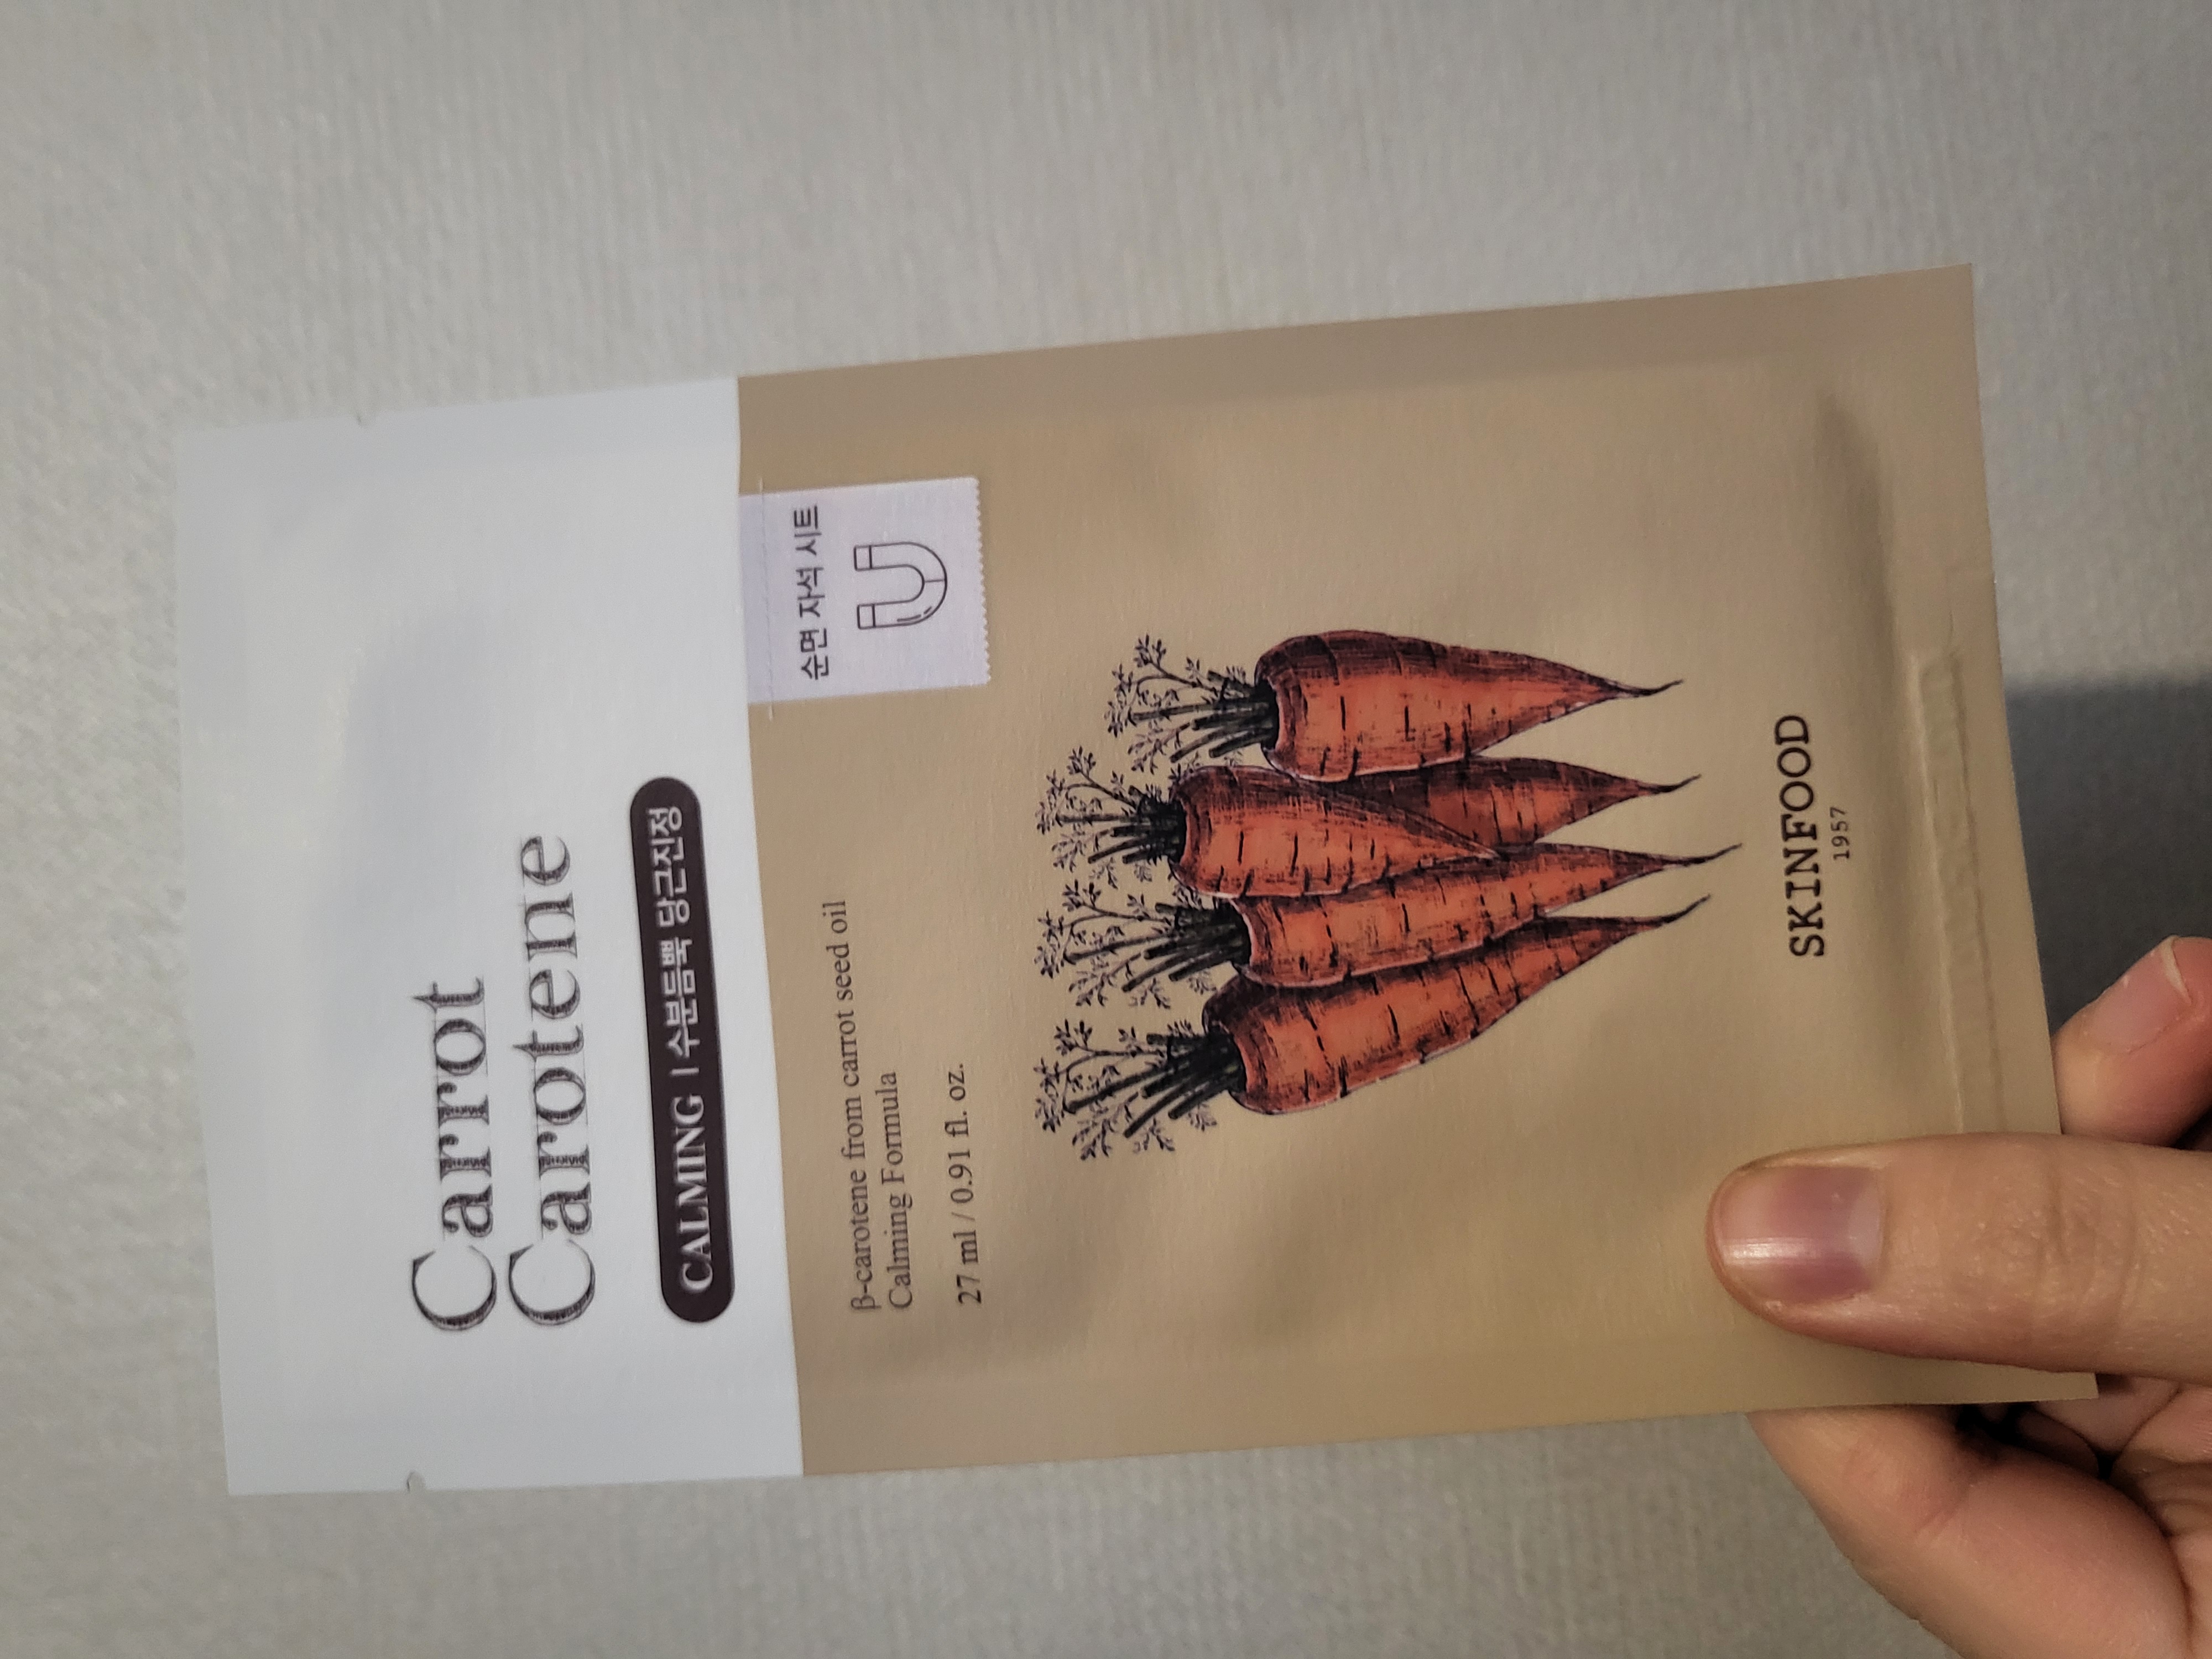 Carrot
Carotene
CALMING | 수분듬뿍 당근진정
순면 자석 시트
β-carotene from carrot seed oil
Calming Formula
27 ml / 0.91 fl. oz.
SKINFOOD
1957